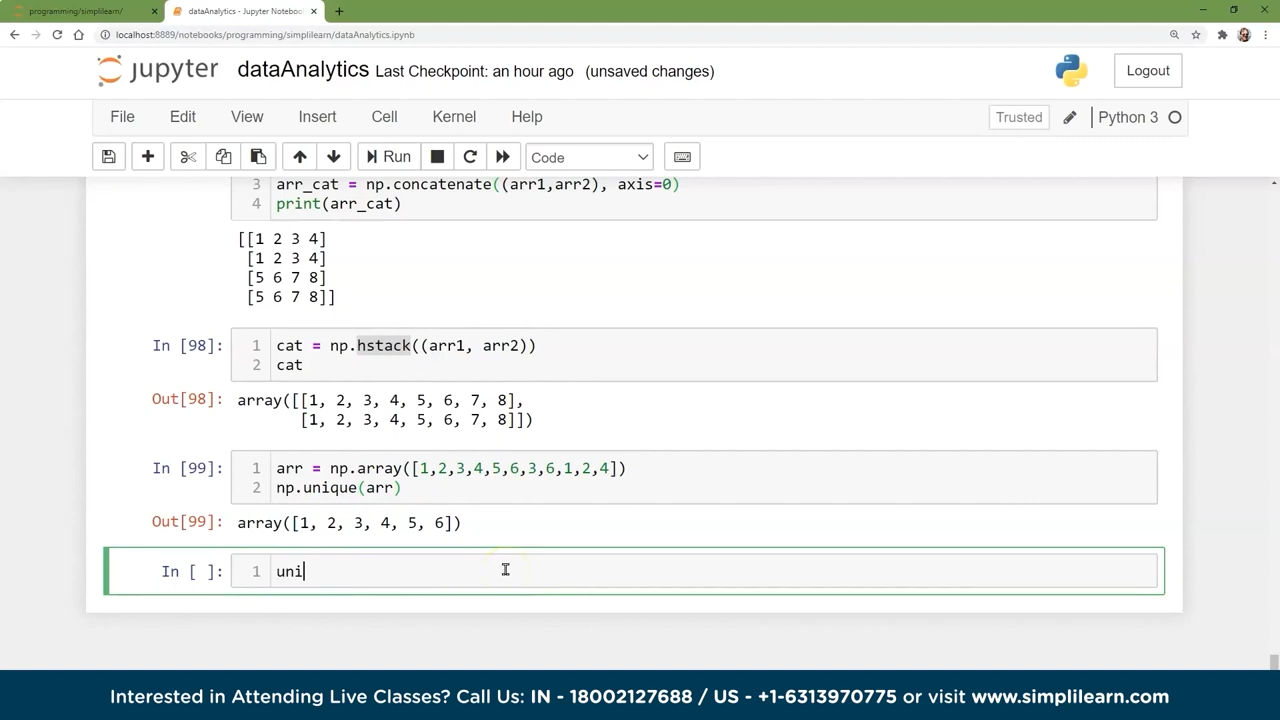 programming/simplilearn/
dataAnalytics - Jupyter Noteboo
localhost:8889/notebooks/programming/simplilearn/dataAnalytics.ipynb
jupyter dataAnalytics Last Checkpoint: an hour ago (unsaved changes)
Logout
File Edit View Insert Cell Kernel Help
Trusted Python 3
Run Code
3 arr_cat = np.concatenate((arr1,arr2), axis=0)
4 print(arr_cat)
[[1 2 3 4]
[1 2 3 4]
[5 6 7 8]
[5 6 7 8]]
In [98]: 1 cat = np.hstack((arr1, arr2))
2 cat
Out[98]: array([[1, 2, 3, 4, 5, 6, 7, 8],
[1, 2, 3, 4, 5, 6, 7, 8]])
In [99]: 1 arr = np.array([1,2,3,4,5,6,3,6,1,2,4])
2 np.unique(arr)
Out[99]: array([1, 2, 3, 4, 5, 6])
In [ ]: 1 uni
Interested in Attending Live Classes? Call Us: IN - 18002127688 / US - +1-6313970775 or visit www.simplilearn.com